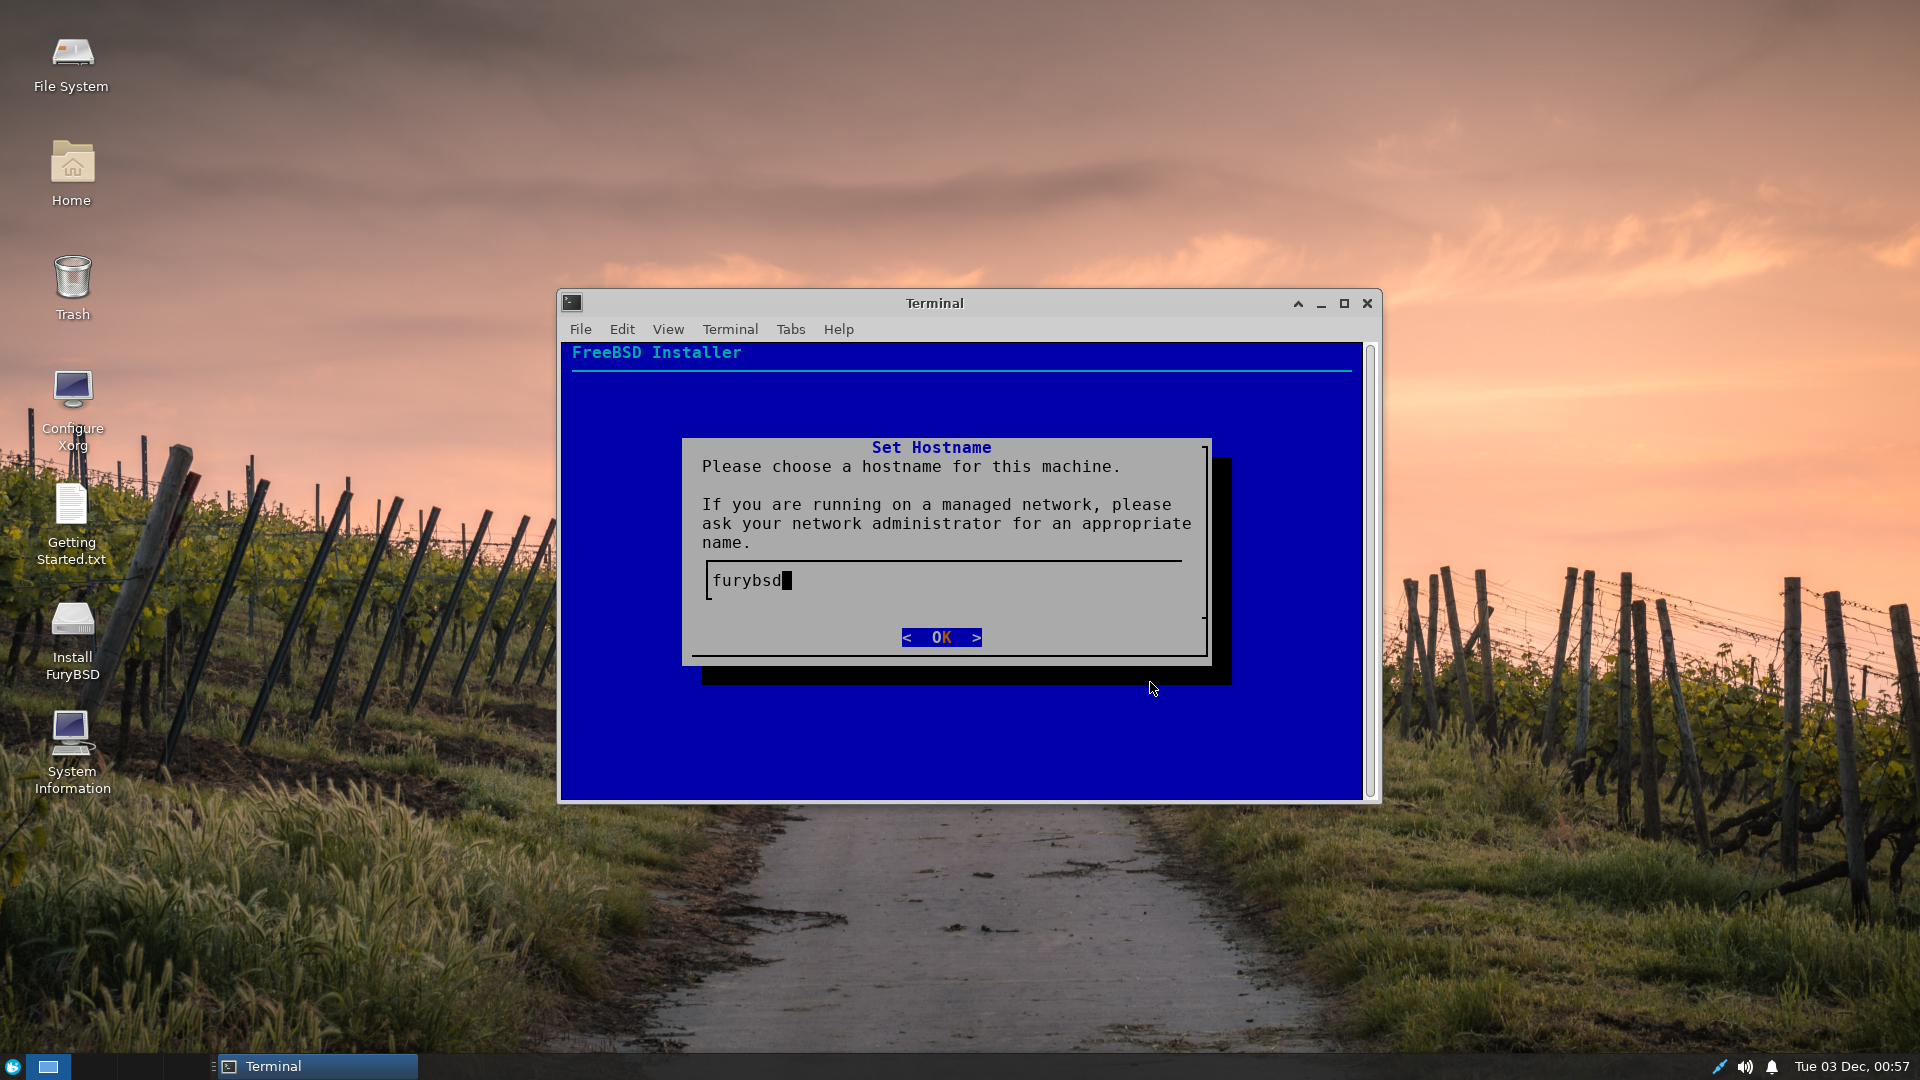 File System
Home
Trash
Configure
Xorg
Getting
Started.txt
Install
FuryBSD
System
Information
Terminal
File Edit View Terminal Tabs Help
FreeBSD Installer
Set Hostname
Please choose a hostname for this machine.
If you are running on a managed network, please
ask your network administrator for an appropriate
name.
furybsd
< OK >
Terminal
Tue 03 Dec, 00:57